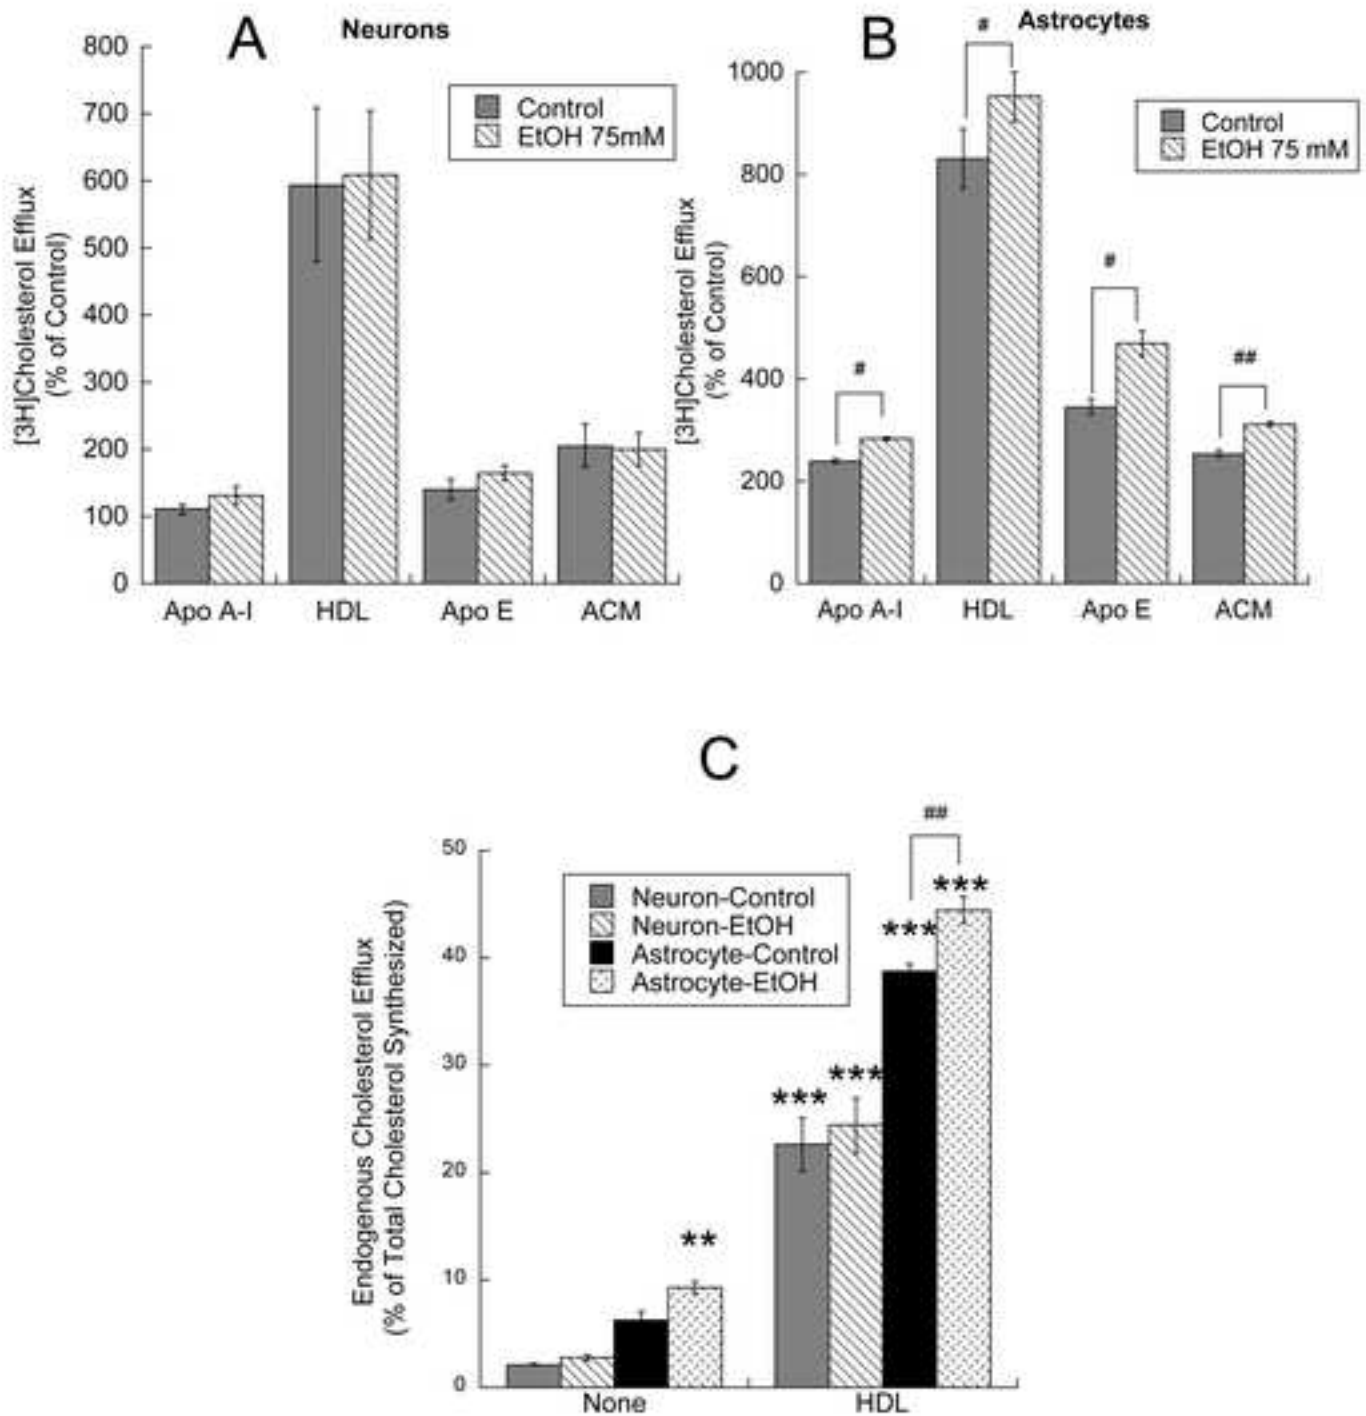 A
Neurons
800
700
600
500
400
300
200
100
0
[3H]Cholesterol Efflux
(% of Control)
Control
EtOH 75mM
Apo A-I
HDL
Apo E
ACM
B
Astrocytes
1000
800
600
400
200
0
[3H]Cholesterol Efflux
(% of Control)
Control
EtOH 75 mM
#
#
#
##
Apo A-I
HDL
Apo E
ACM
C
50
40
30
20
10
0
Endogenous Cholesterol Efflux
(% of Total Cholesterol Synthesized)
Neuron-Control
Neuron-EtOH
Astrocyte-Control
Astrocyte-EtOH
##
***
***
***
***
**
None
HDL